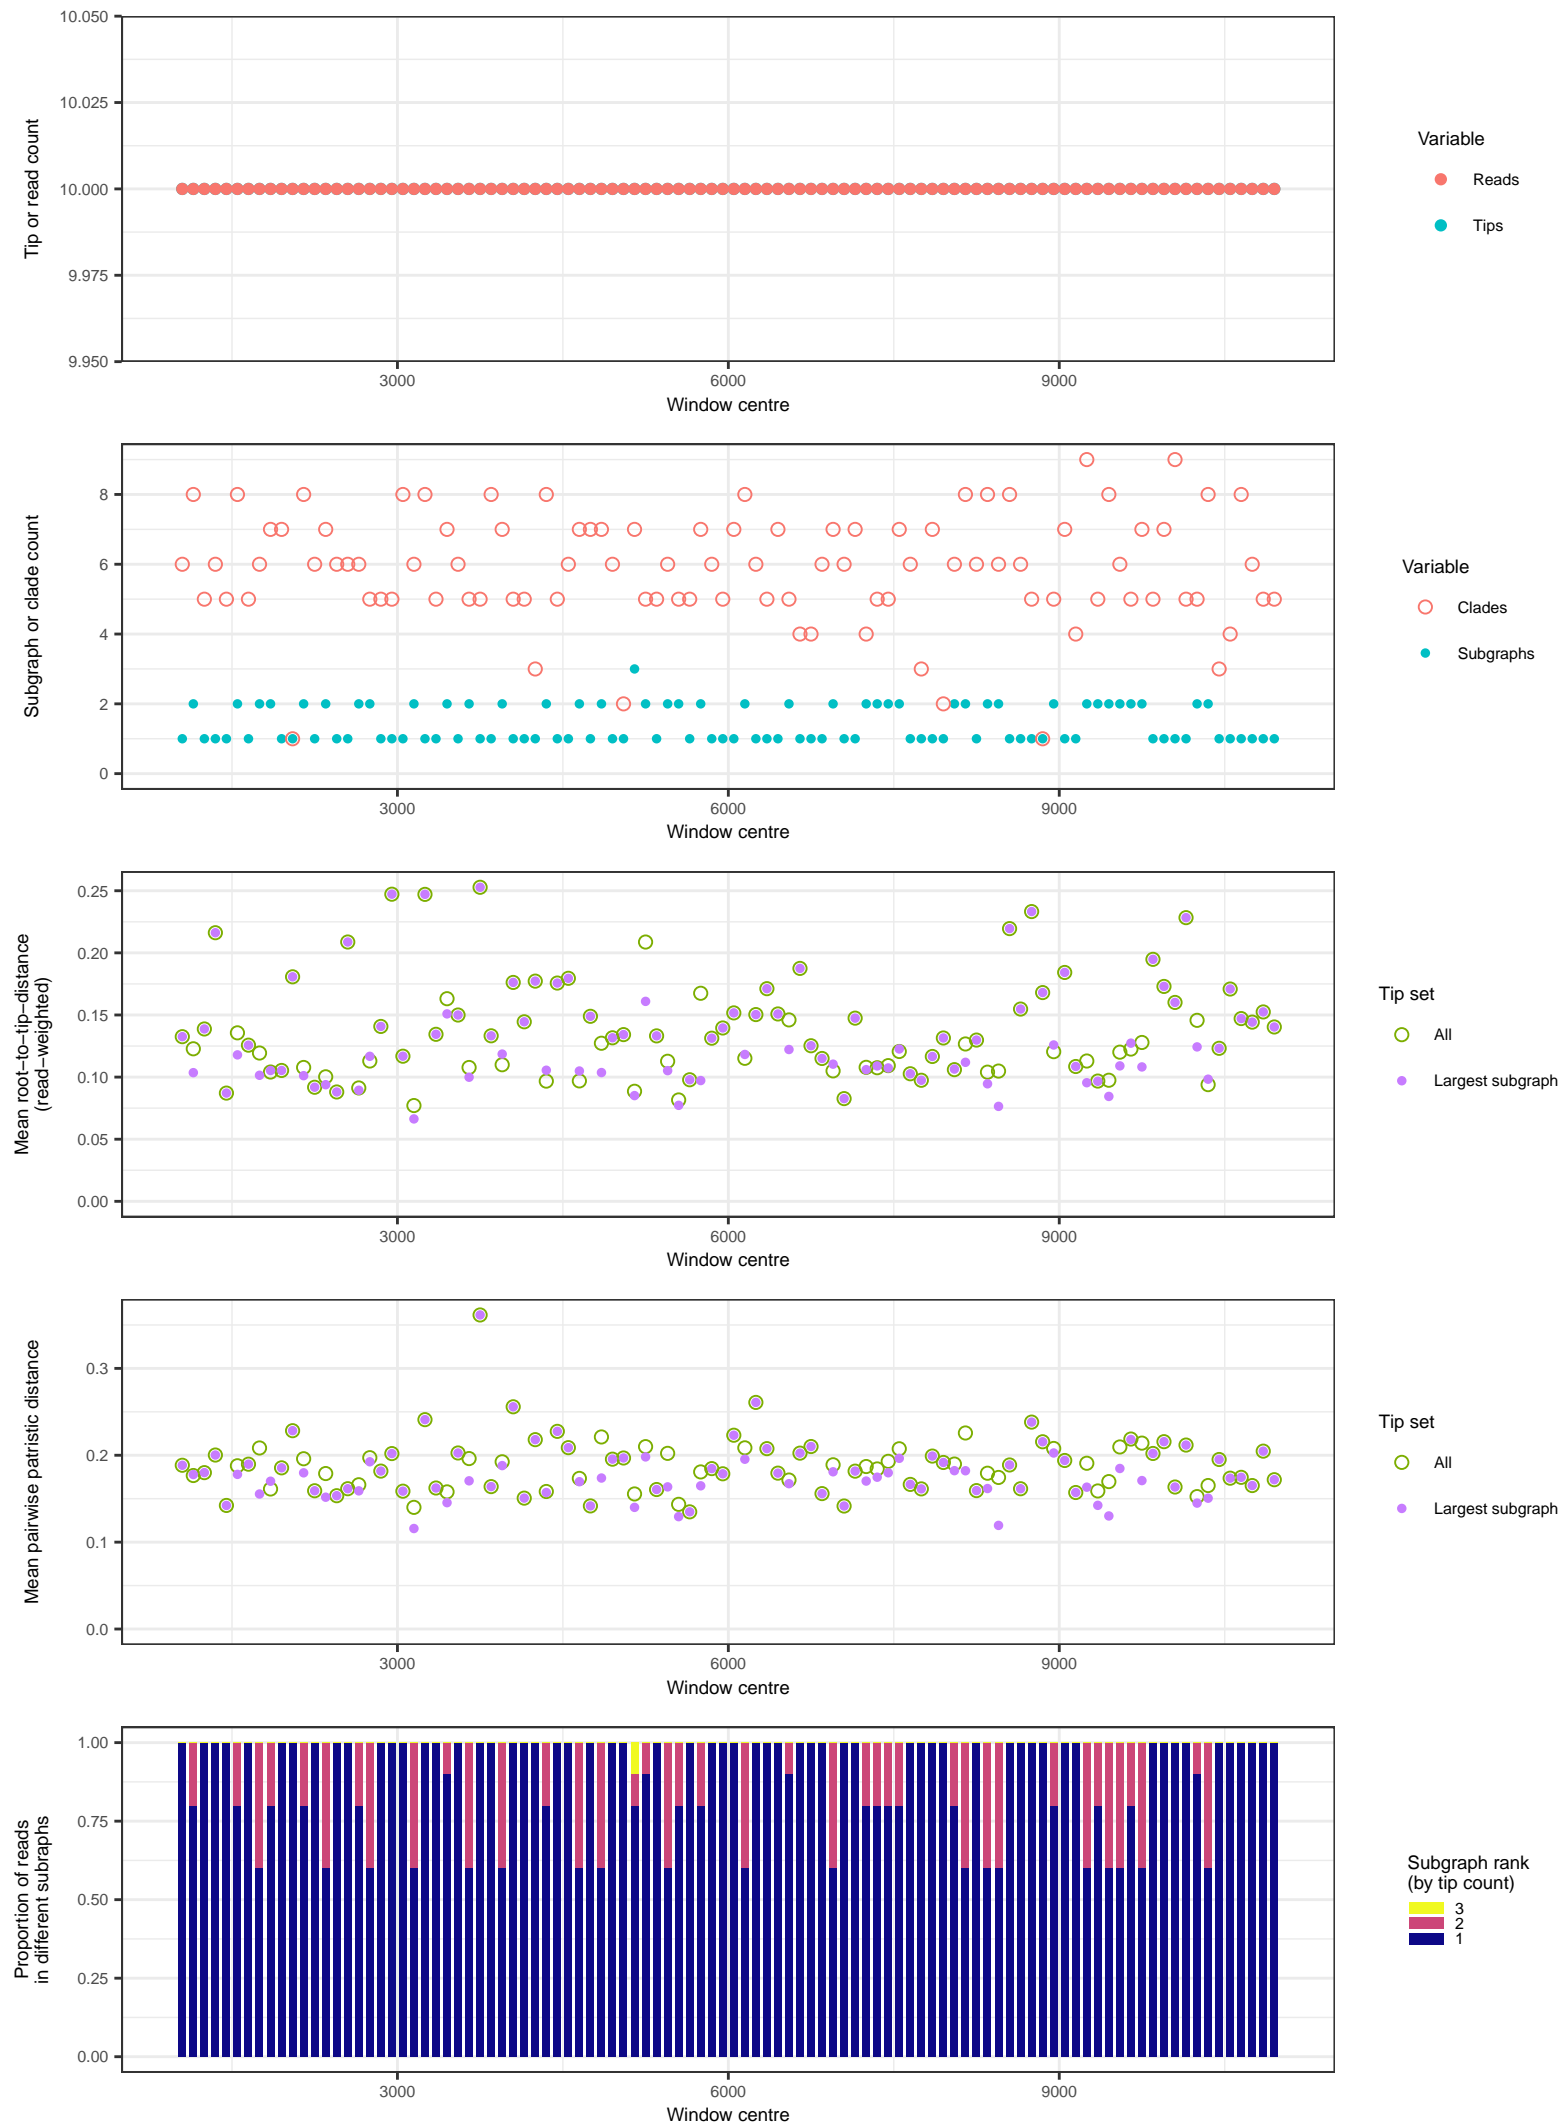 10.050
10.025
10.000
9.975
9.950
Tip or read count
3000
6000
9000
Window centre
Variable
Reads
Tips
8
6
4
2
0
Subgraph or clade count
3000
6000
9000
Window centre
Variable
Clades
Subgraphs
0.25
0.20
0.15
0.10
0.05
0.00
Mean root−to−tip−distance
(read−weighted)
3000
6000
9000
Window centre
Tip set
All
Largest subgraph
0.3
0.2
0.1
0.0
Mean pairwise patristic distance
3000
6000
9000
Window centre
Tip set
All
Largest subgraph
1.00
0.75
0.50
0.25
0.00
Proportion of reads
in different subraphs
3000
6000
9000
Window centre
Subgraph rank
(by tip count)
3
2
1